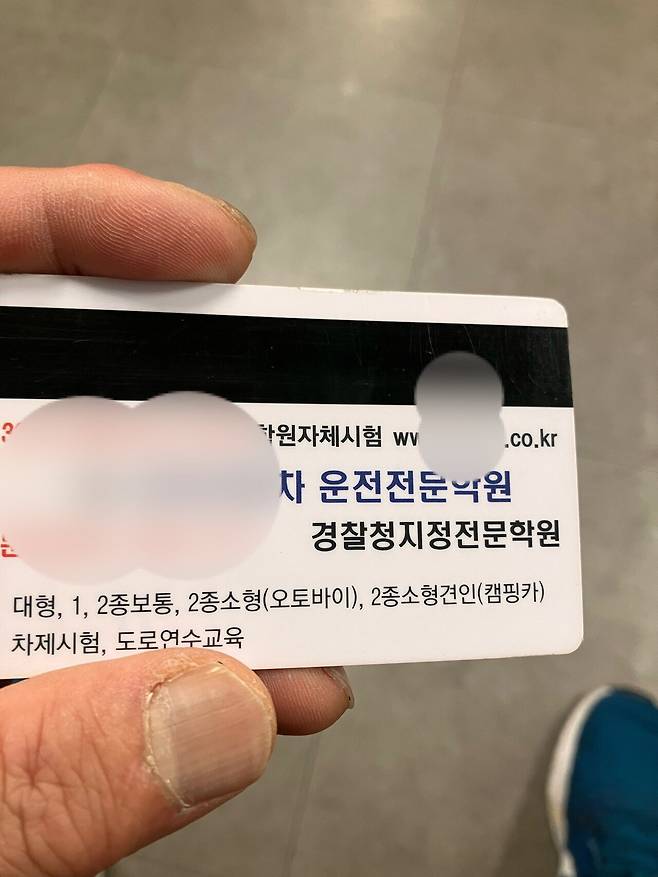 학원자체시험 www .co.kr
차 운전전문학원
경찰청지정전문학원
대형, 1, 2종보통, 2종소형(오토바이), 2종소형견인(캠핑카)
차제시험, 도로연수교육